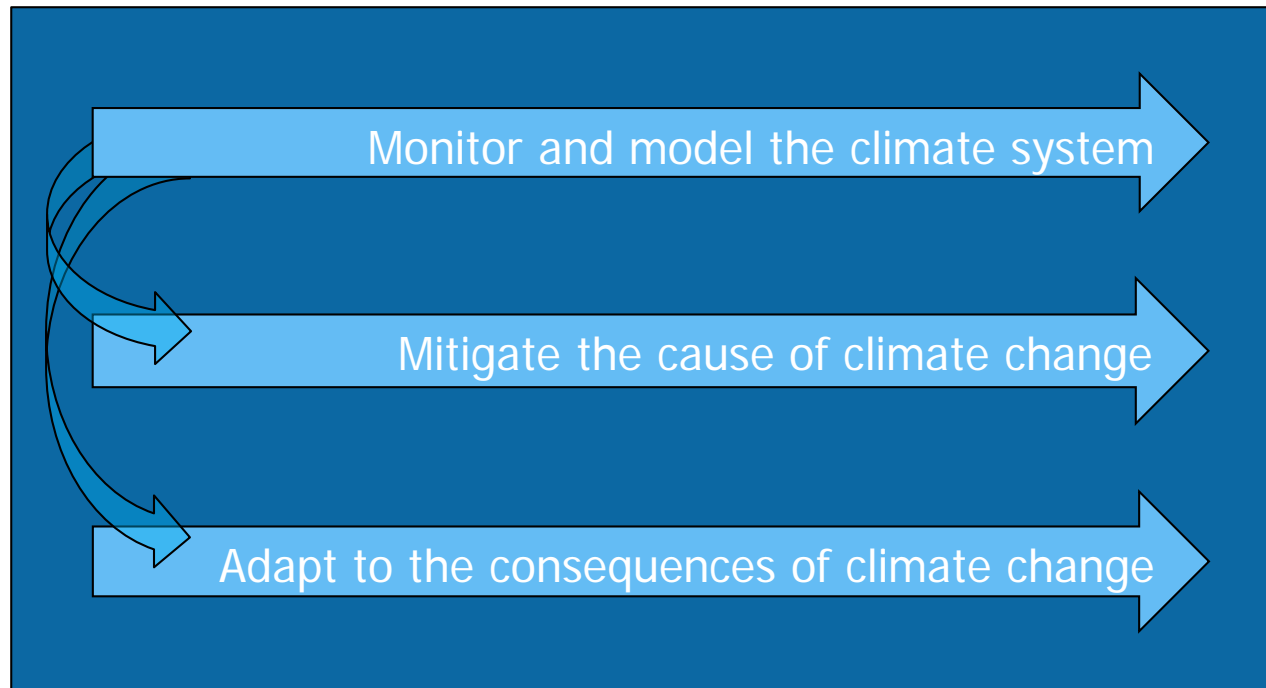 Monitor and model the climate system
Mitigate the cause of climate change
Adapt to the consequences of climate change